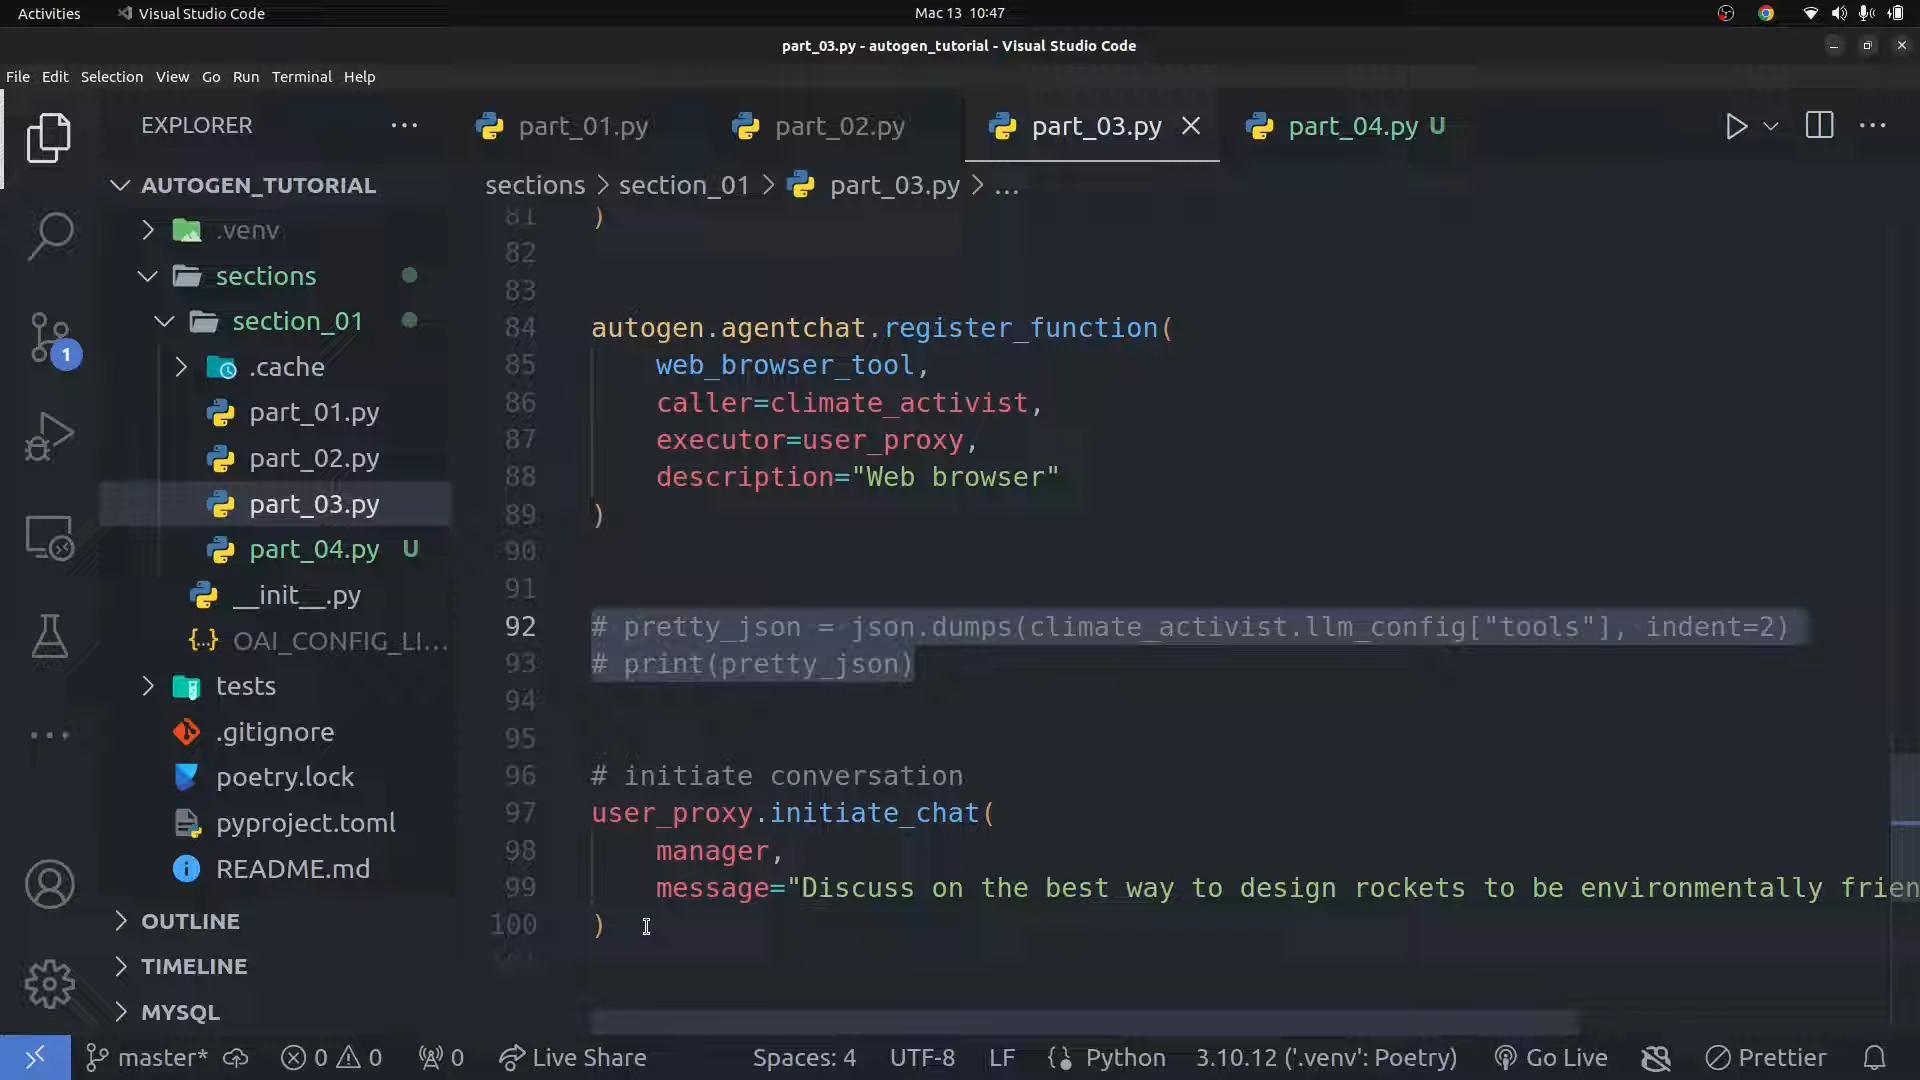 Activities
Visual Studio Code
Mac 13 10:47
part_03.py - autogen_tutorial - Visual Studio Code
File Edit Selection View Go Run Terminal Help
EXPLORER
part_01.py
part_02.py
part_03.py
part_04.py U
AUTOGEN_TUTORIAL
sections > section_01 > part_03.py > ...
.venv
sections
section_01
.cache
part_01.py
part_02.py
part_03.py
part_04.py U
__init__.py
OAI_CONFIG_LI...
tests
.gitignore
poetry.lock
pyproject.toml
README.md
OUTLINE
TIMELINE
MYSQL
1
81 )
82
83
84 autogen.agentchat.register_function(
85 web_browser_tool,
86 caller=climate_activist,
87 executor=user_proxy,
88 description="Web browser"
89 )
90
91
92 # pretty_json = json.dumps(climate_activist.llm_config["tools"], indent=2)
93 # print(pretty_json)
94
95
96 # initiate conversation
97 user_proxy.initiate_chat(
98 manager,
99 message="Discuss on the best way to design rockets to be environmentally frien
100 )
master* 0 0 0 Live Share Spaces: 4 UTF-8 LF Python 3.10.12 ('.venv': Poetry) Go Live Prettier